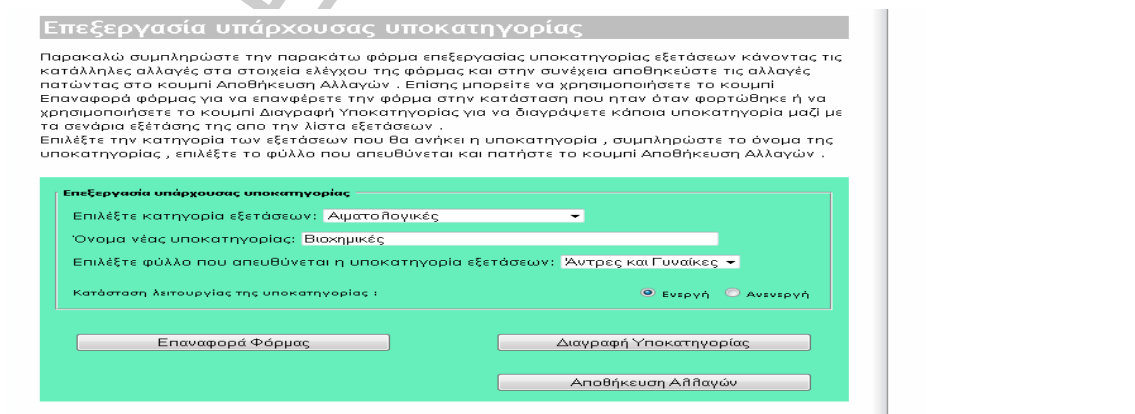 Επεξεργασία υπάρχουσας υποκατηγορίας
Παρακαλώ συμπληρώστε την παρακάτω φόρμα επεξεργασίας υποκατηγορίας εξετάσεων κάνοντας τις
κατάλληλες αλλαγές στα στοιχεία ελέγχου της φόρμας και στην συνέχεια αποθηκεύστε τις αλλαγές
πατώντας στο κουμπί Αποθήκευση Αλλαγών . Επίσης μπορείτε να χρησιμοποιήσετε το κουμπί
Επαναφορά φόρμας για να επανφέρετε την φόρμα στην κατάσταση που ηταν όταν φορτώθηκε ή να
χρησιμοποιήσετε το κουμπί Διαγραφή Υποκατηγορίας για να διαγράψετε κάποια υποκατηγορία μαζί με
τα σενάρια εξέτάσης της απο την λίστα εξετάσεων .
Επιλέξτε την κατηγορία των εξετάσεων που θα ανήκει η υποκατηγορία , συμπληρώστε το όνομα της
υποκατηγορίας , επιλέξτε το φύλλο που απευθύνεται και πατήστε το κουμπί Αποθήκευση Αλλαγών .
Επεξεργασία υπάρχουσας υποκατηγορίας
Επιλέξτε κατηγορία εξετάσεων: Αιματολογικές
Όνομα νέας υποκατηγορίας: Βιοχημικές
Επιλέξτε φύλλο που απευθύνεται η υποκατηγορία εξετάσεων: Άντρες και Γυναίκες
Κατάσταση λειτουργίας της υποκατηγορίας : Ενεργή Ανενεργή
Επαναφορά Φόρμας Διαγραφή Υποκατηγορίας
Αποθήκευση Αλλαγών